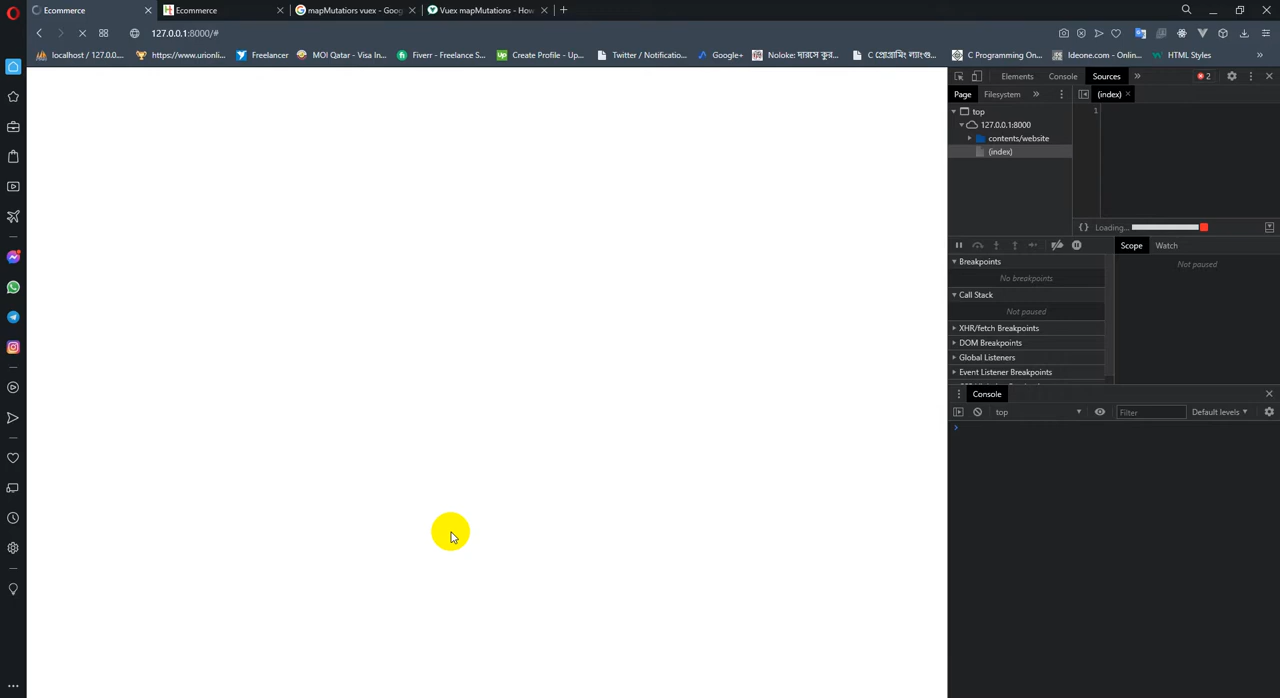 Ecommerce
Ecommerce
mapMutatiors vuex - Goog
Vuex mapMutations - How
127.0.0.1:8000/#
localhost / 127.0.0....
https://www.urionli...
Freelancer
MOI Qatar - Visa In...
Fiverr - Freelance S...
Create Profile - Up...
Twitter / Notificatio...
Google+
Noloke: দারসে কুর...
C প্রোগ্রামিং ল্যাংগু...
C Programming On...
Ideone.com - Onlin...
HTML Styles
»
Elements
Console
Sources
»
2
Page
Filesystem
»
(index)
top
1
127.0.0.1:8000
contents/website
(index)
{} Loading...
Scope
Watch
Breakpoints
Not paused
No breakpoints
Call Stack
Not paused
XHR/fetch Breakpoints
DOM Breakpoints
Global Listeners
Event Listener Breakpoints
Console
top
Filter
Default levels